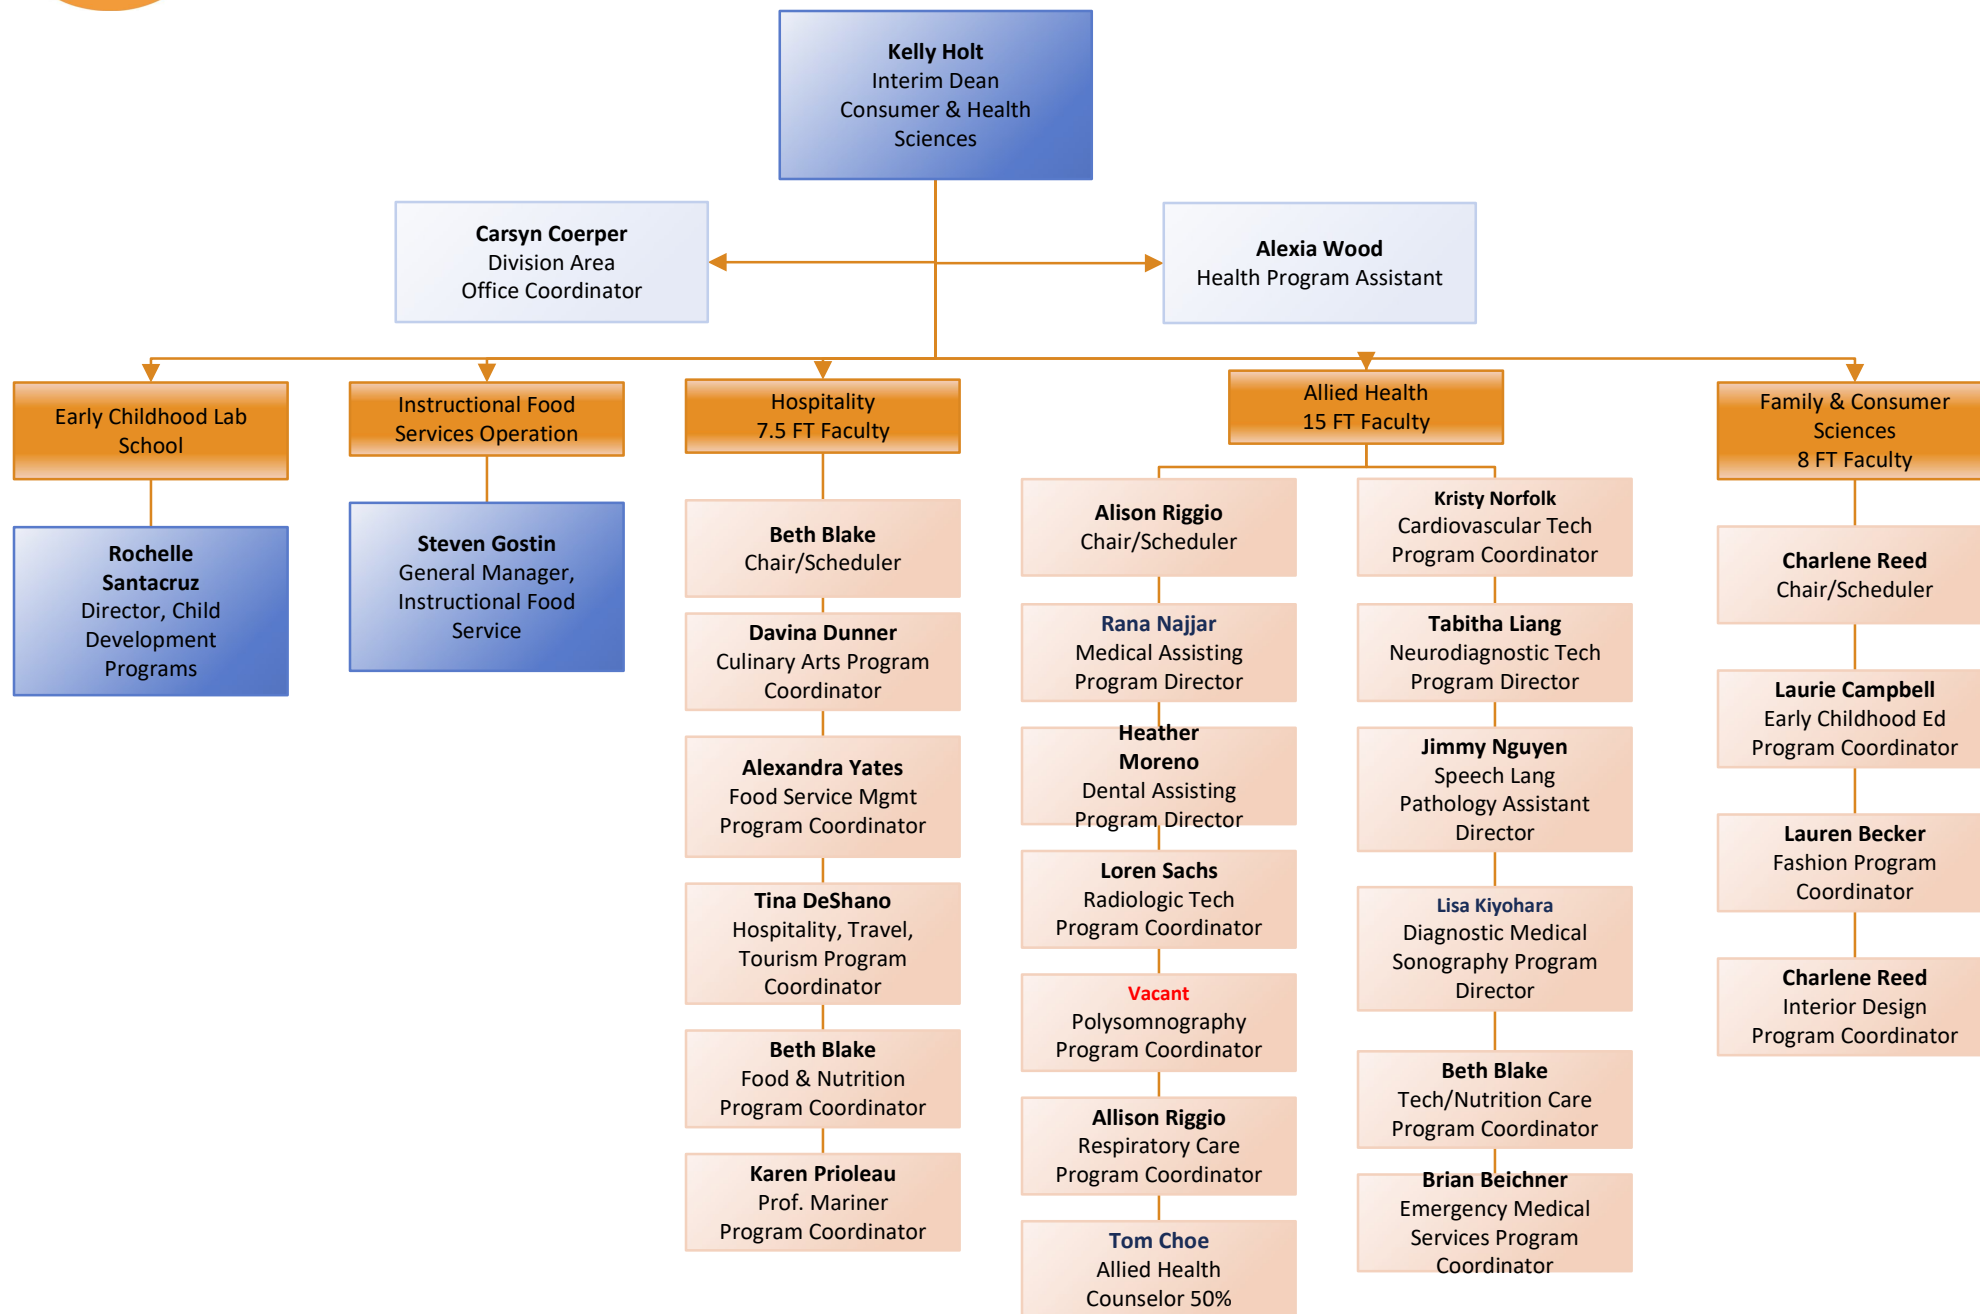 Kelly Holt
Interim Dean
Consumer & Health
Sciences
Carsyn Coerper
Division Area
Office Coordinator
Alexia Wood
Health Program Assistant
Early Childhood Lab
School
Rochelle
Santacruz
Director, Child
Development
Programs
Instructional Food
Services Operation
Steven Gostin
General Manager,
Instructional Food
Service
Hospitality
7.5 FT Faculty
Beth Blake
Chair/Scheduler
Davina Dunner
Culinary Arts Program
Coordinator
Alexandra Yates
Food Service Mgmt
Program Coordinator
Tina DeShano
Hospitality, Travel,
Tourism Program
Coordinator
Beth Blake
Food & Nutrition
Program Coordinator
Karen Prioleau
Prof. Mariner
Program Coordinator
Allied Health
15 FT Faculty
Alison Riggio
Chair/Scheduler
Rana Najjar
Medical Assisting
Program Director
Heather
Moreno
Dental Assisting
Program Director
Loren Sachs
Radiologic Tech
Program Coordinator
Vacant
Polysomnography
Program Coordinator
Allison Riggio
Respiratory Care
Program Coordinator
Tom Choe
Allied Health
Counselor 50%
Kristy Norfolk
Cardiovascular Tech
Program Coordinator
Tabitha Liang
Neurodiagnostic Tech
Program Director
Jimmy Nguyen
Speech Lang
Pathology Assistant
Director
Lisa Kiyohara
Diagnostic Medical
Sonography Program
Director
Beth Blake
Tech/Nutrition Care
Program Coordinator
Brian Beichner
Emergency Medical
Services Program
Coordinator
Family & Consumer
Sciences
8 FT Faculty
Charlene Reed
Chair/Scheduler
Laurie Campbell
Early Childhood Ed
Program Coordinator
Lauren Becker
Fashion Program
Coordinator
Charlene Reed
Interior Design
Program Coordinator